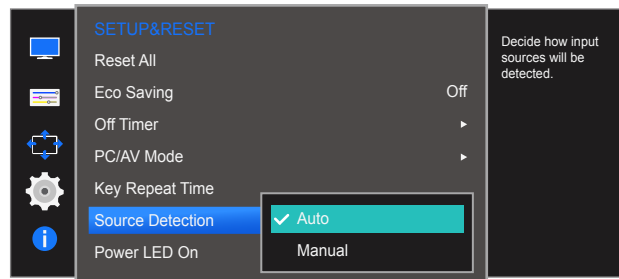 SETUP&RESET
Reset All
Eco Saving Off
Off Timer
PC/AV Mode
Key Repeat Time
Source Detection
Power LED On
Auto
Manual
Decide how input
sources will be
detected.